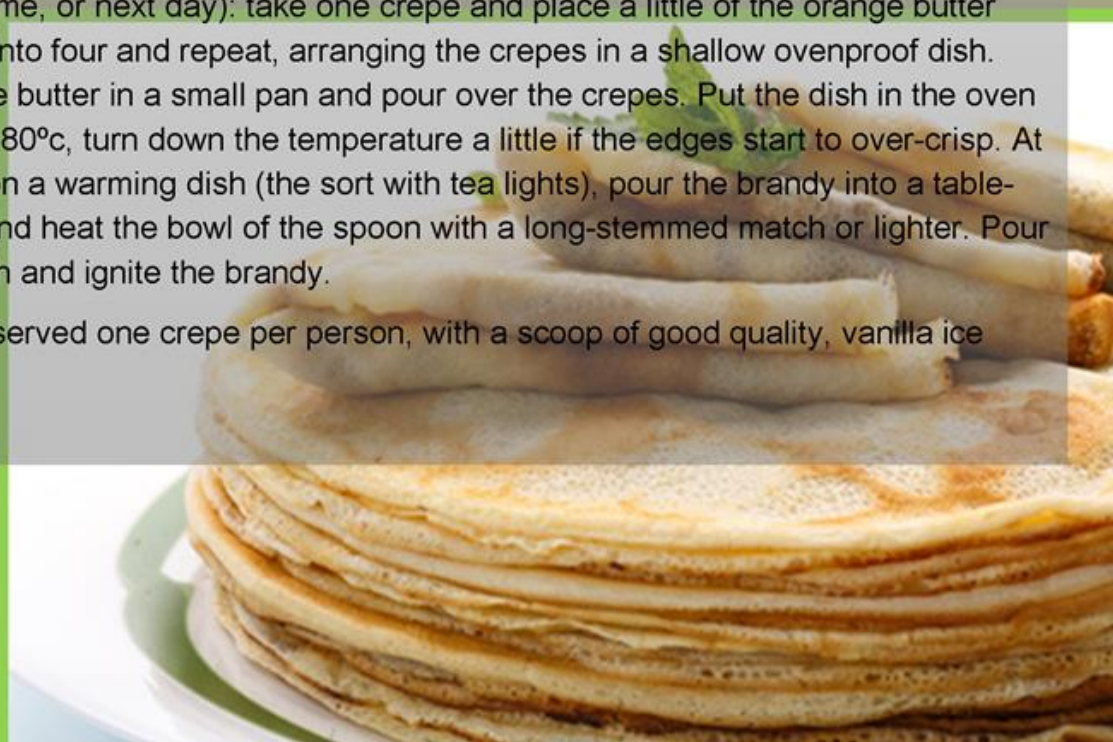 me, or next day): take one crepe and place a little of the orange butter
nto four and repeat, arranging the crepes in a shallow ovenproof dish.
e butter in a small pan and pour over the crepes. Put the dish in the oven
80ºc, turn down the temperature a little if the edges start to over-crisp. At
n a warming dish (the sort with tea lights), pour the brandy into a table-
nd heat the bowl of the spoon with a long-stemmed match or lighter. Pour
n and ignite the brandy.
served one crepe per person, with a scoop of good quality, vanilla ice